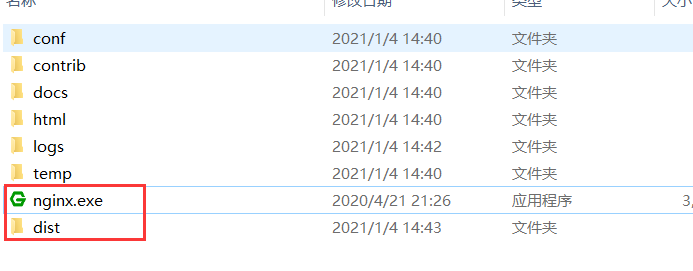 名称 修改日期 类型 大小
conf 2021/1/4 14:40 文件夹
contrib 2021/1/4 14:40 文件夹
docs 2021/1/4 14:40 文件夹
html 2021/1/4 14:40 文件夹
logs 2021/1/4 14:42 文件夹
temp 2021/1/4 14:40 文件夹
nginx.exe 2020/4/21 21:26 应用程序 3,
dist 2021/1/4 14:43 文件夹